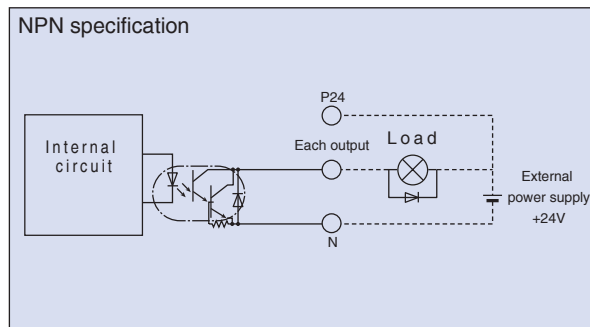 NPN specification
P24
Internal
circuit
Each output
Load
External
power supply
+24V
N